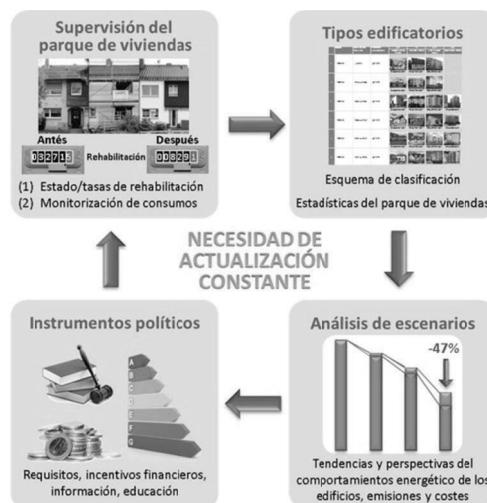 Supervisión del
parque de viviendas
Antés
Después
Rehabilitación
(1) Estado/tasas de rehabilitación
(2) Monitorización de consumos
Tipos edificatorios
Esquema de clasificación
Estadísticas del parque de viviendas
NECESIDAD DE
ACTUALIZACIÓN
CONSTANTE
Instrumentos políticos
A
B
C
D
E
F
G
Requisitos, incentivos financieros,
información, educación
Análisis de escenarios
-47%
Tendencias y perspectivas del
comportamientos energético de los
edificios, emisiones y costes